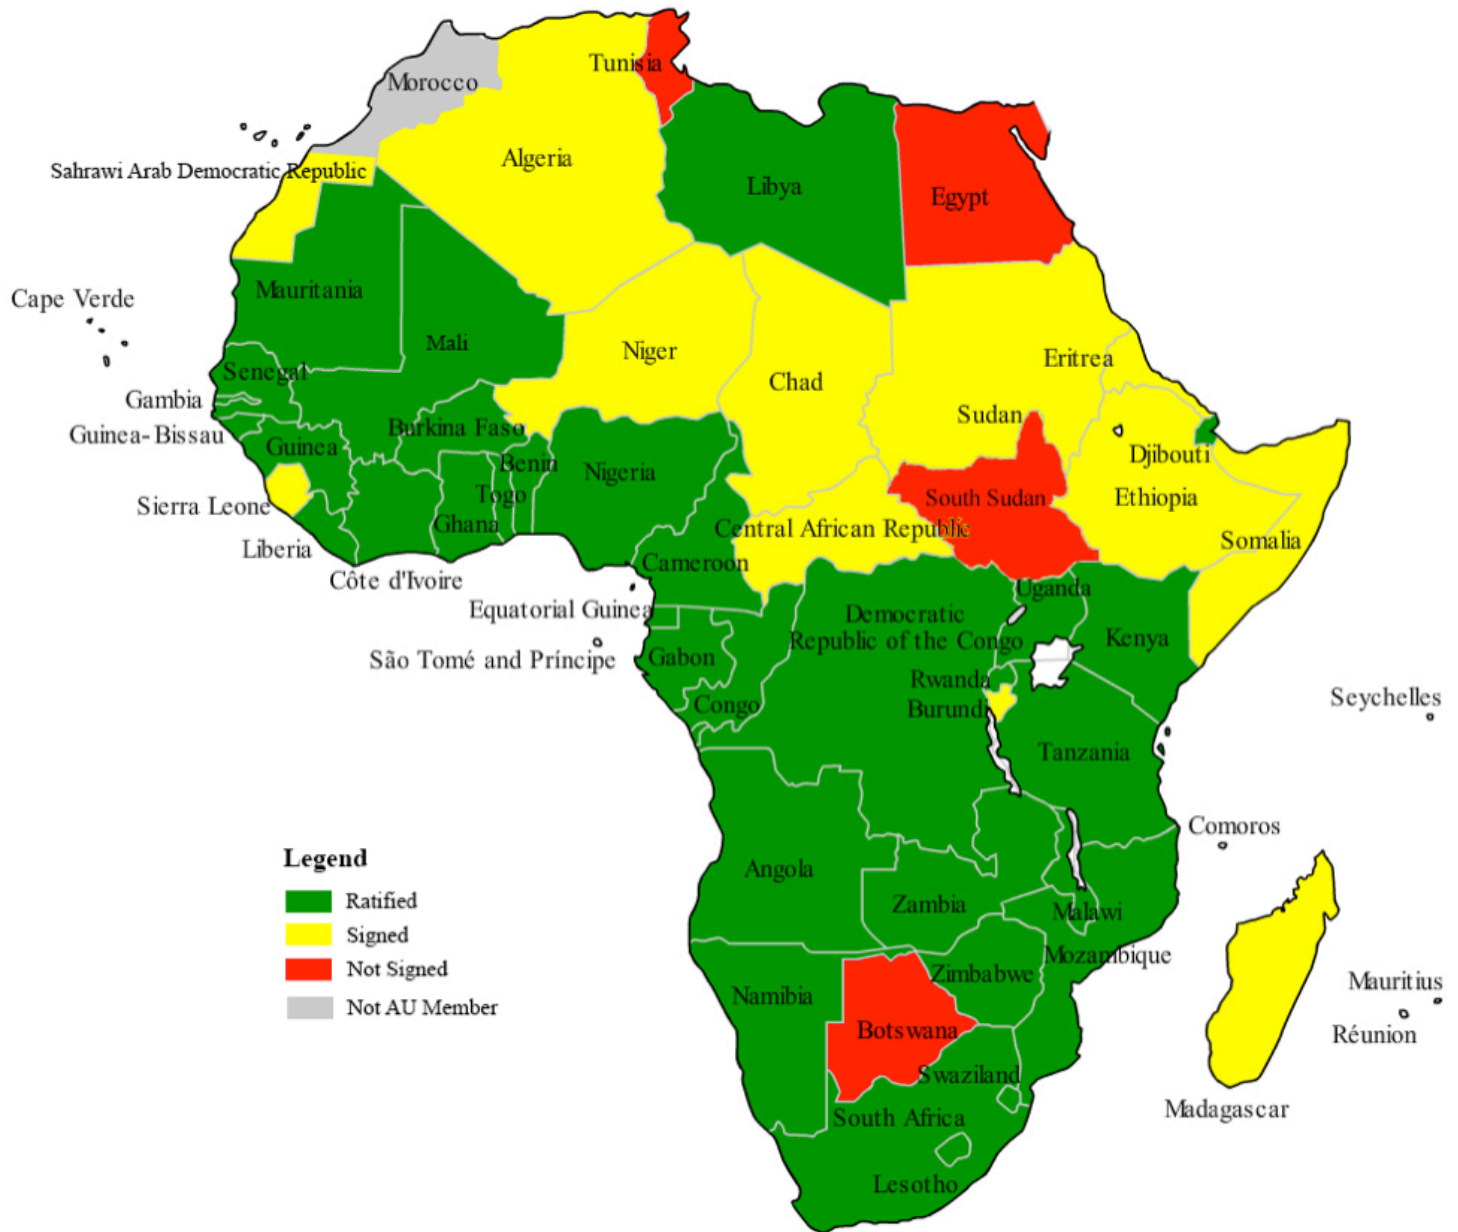 Tunisia
Morocco
Algeria
Sahrawi Arab Democratic Republic
Libya
Egypt
Mauritania
Cape Verde
Mali
Niger
Eritrea
Senegal
Chad
Gambia
Sudan
Guinea-Bissau
Burkina Faso
Guinea
Djibouti
Benin
Nigeria
Togo
South Sudan
Ethiopia
Sierra Leone
Ghana
Central African Republic
Somalia
Liberia
Cameroon
Côte d'Ivoire
Uganda
Equatorial Guinea
Democratic
Republic of the Congo
Kenya
São Tomé and Príncipe
Gabon
Rwanda
Seychelles
Congo
Burundi
Tanzania
Comoros
Legend
Angola
Ratified
Zambia
Malawi
Signed
Mozambique
Not Signed
Zimbabwe
Mauritius
Namibia
Not AU Member
Botswana
Réunion
Swaziland
Madagascar
South Africa
Lesotho